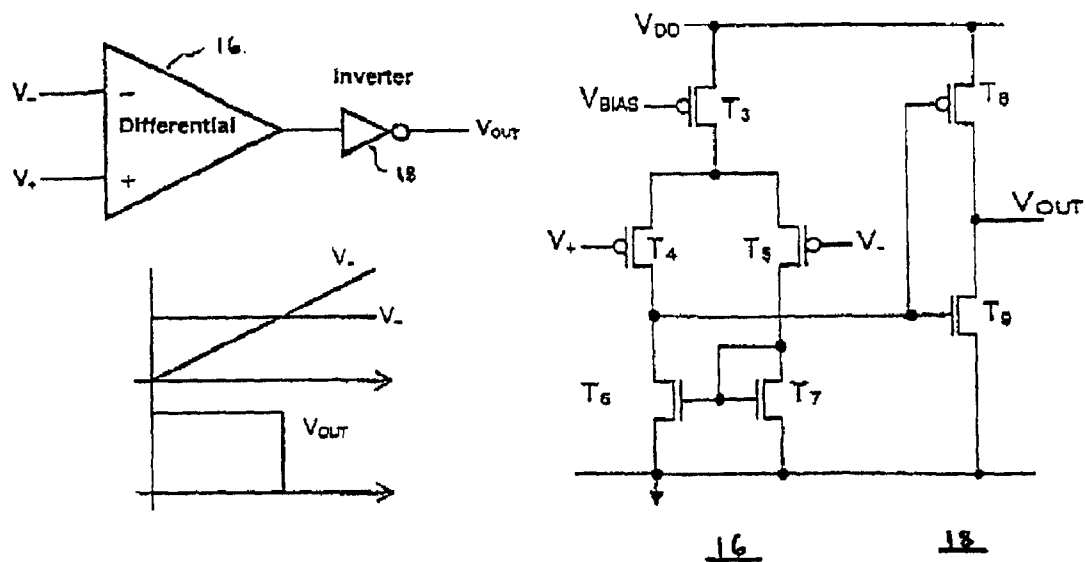 16.
V₋
−
Differential
V₊
+
Inverter
18
VOUT
V₋
V₋
VOUT
VDD
VBIAS
T3
T8
V+
T4
T5
V-
VOUT
T9
T6
T7
16
18